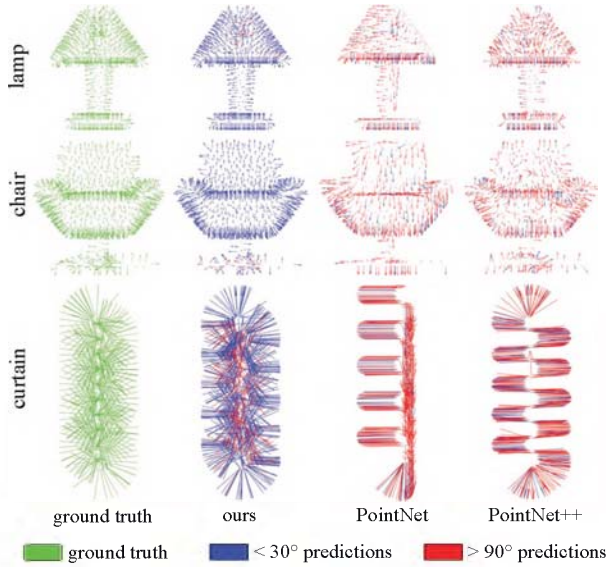 lamp
chair
curtain
ground truth ours PointNet PointNet++
ground truth < 30° predictions > 90° predictions